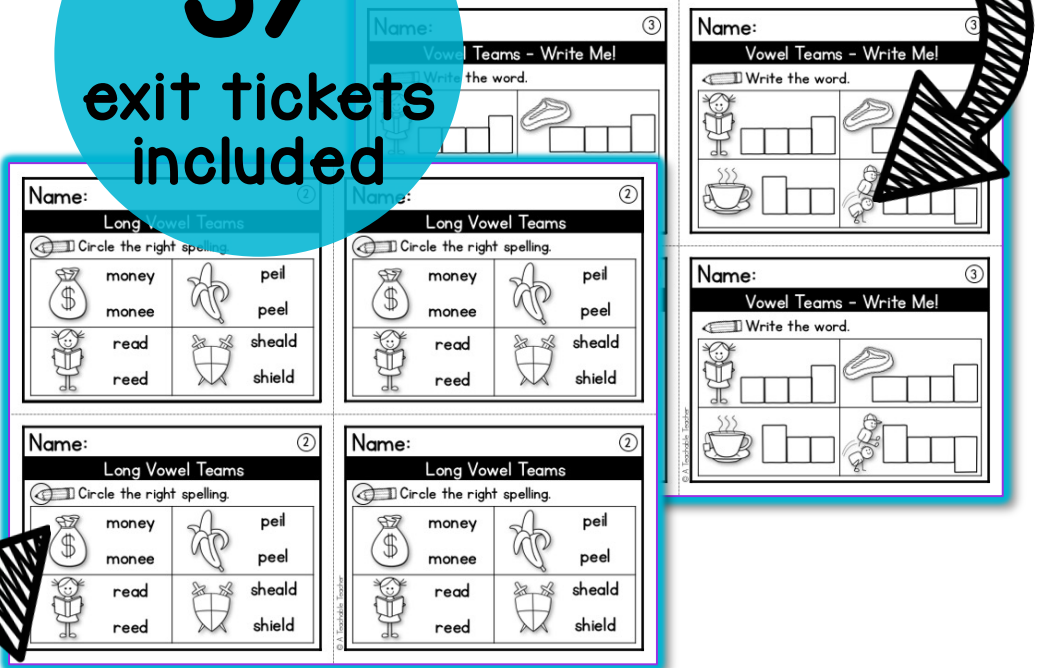 exit tickets
included
Name: 3
Vowel Teams - Write Me!
Write the word.
Name: 3
Vowel Teams - Write Me!
Write the word.
Name: 2
Long Vowel Teams
Circle the right spelling.
money
monee
peil
peel
read
reed
sheald
shield
Name: 2
Long Vowel Teams
Circle the right spelling.
money
monee
peil
peel
read
reed
sheald
shield
Name: 3
Vowel Teams - Write Me!
Write the word.
© A Teachable Teacher
Name: 2
Long Vowel Teams
Circle the right spelling.
$
money
monee
peil
peel
read
reed
sheald
shield
© A Teachable Teacher
Name: 2
Long Vowel Teams
Circle the right spelling.
$
money
monee
peil
peel
read
reed
sheald
shield